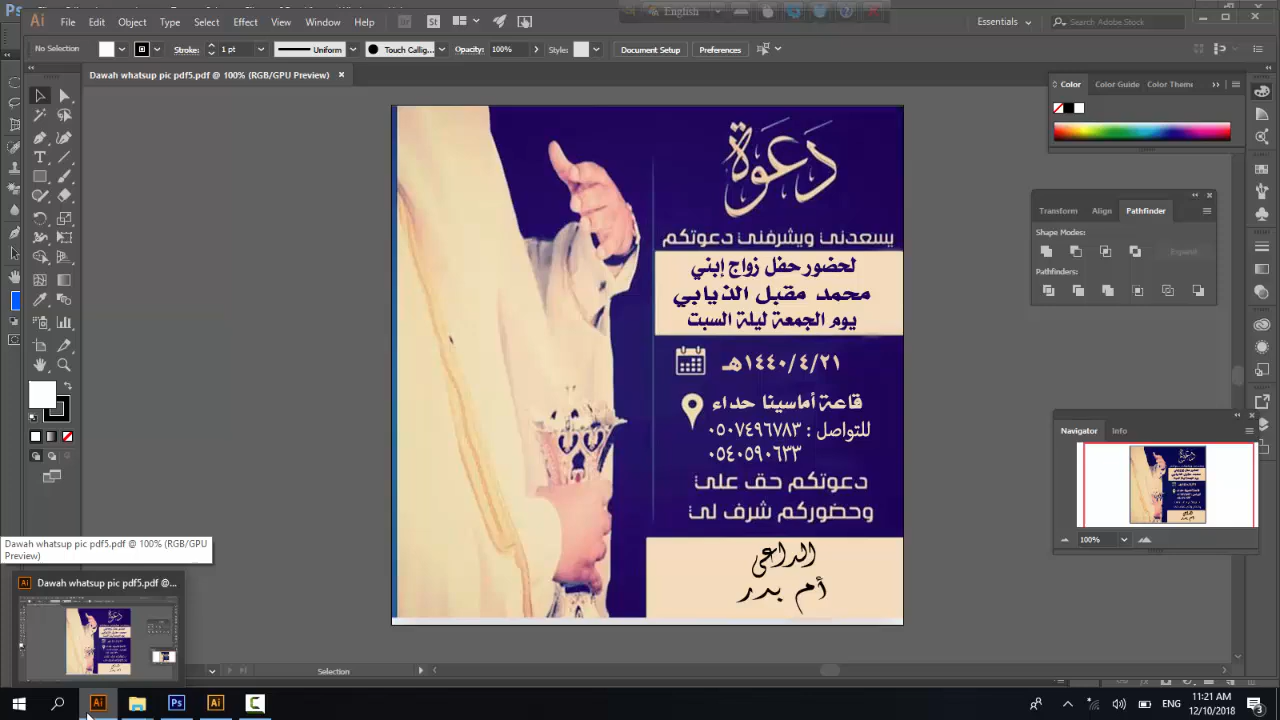 English
File Edit Object Type Select Effect View Window Help
Essentials
Search Adobe Stock
No Selection
Stroke: 1 pt
Uniform
Touch Callig...
Opacity: 100%
Styles
Document Setup
Preferences
Dawah whatsup pic pdf5.pdf @ 100% (RGB/GPU Preview)
Color
Color Guide
Color Theme
Transform
Align
Pathfinder
Shape Modes:
Expand
Pathfinders:
Navigator
Info
100%
دعوة
يسعدني ويشرفني دعوتكم
لحضور حفل زواج إبني
محمد مقبل الذيابي
يوم الجمعة ليلة السبت
١٤٤٠/٤/٢١هـ
قاعة أماسينا حداء
للتواصل : ٠٥٠٧٤٩٦٧٨٣
٠٥٤٠٥٩٠٦٣٣
دعوتكم حق علي
وحضوركم شرف لي
الداعي
أم بدر
Dawah whatsup pic pdf5.pdf @ 100% (RGB/GPU
Preview)
Dawah whatsup pic pdf5.pdf @...
Selection
ENG
11:21 AM
12/10/2018